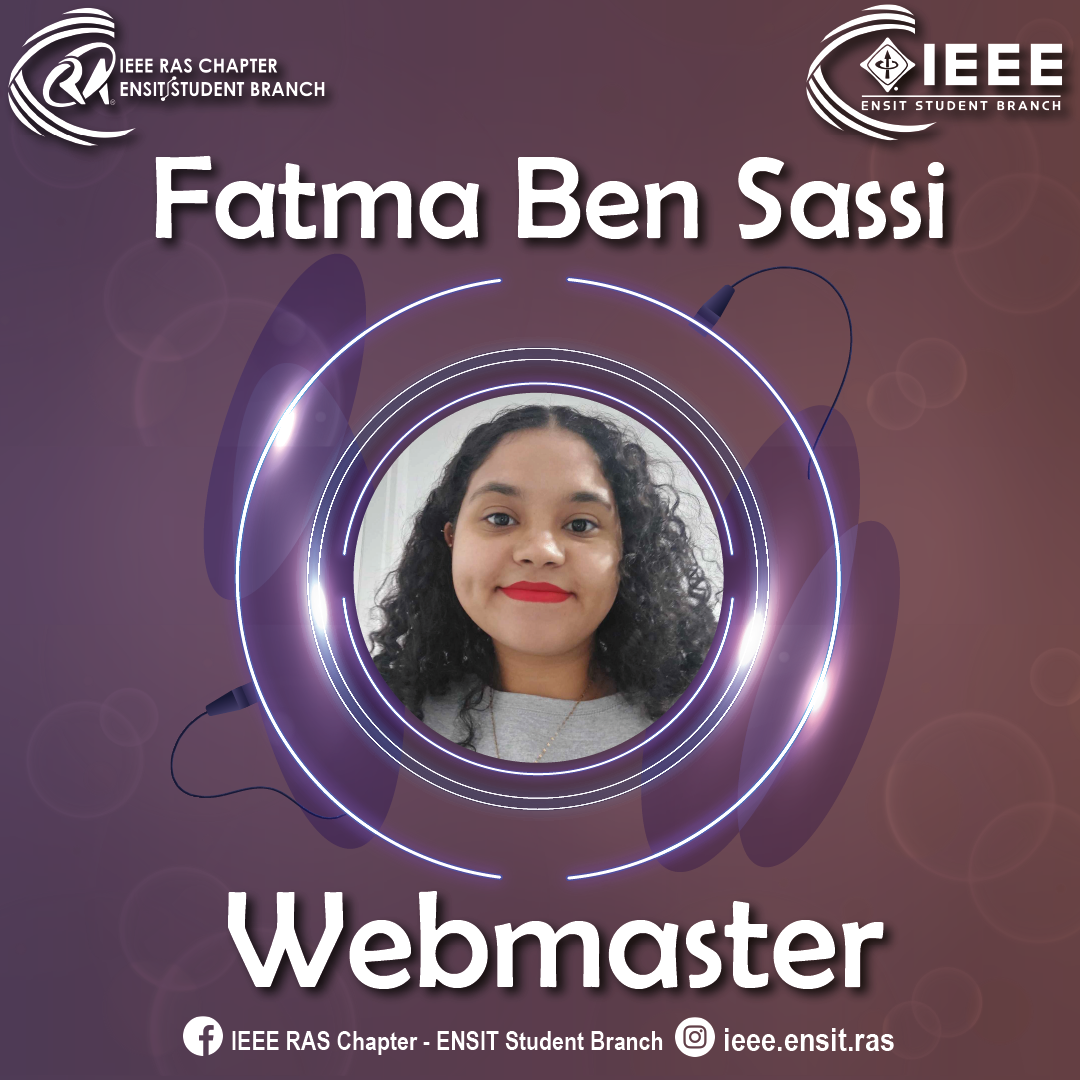 IEEE RAS CHAPTER
ENSIT STUDENT BRANCH
IEEE
ENSIT STUDENT BRANCH
Fatma Ben Sassi
Webmaster
IEEE RAS Chapter - ENSIT Student Branch
ieee.ensit.ras